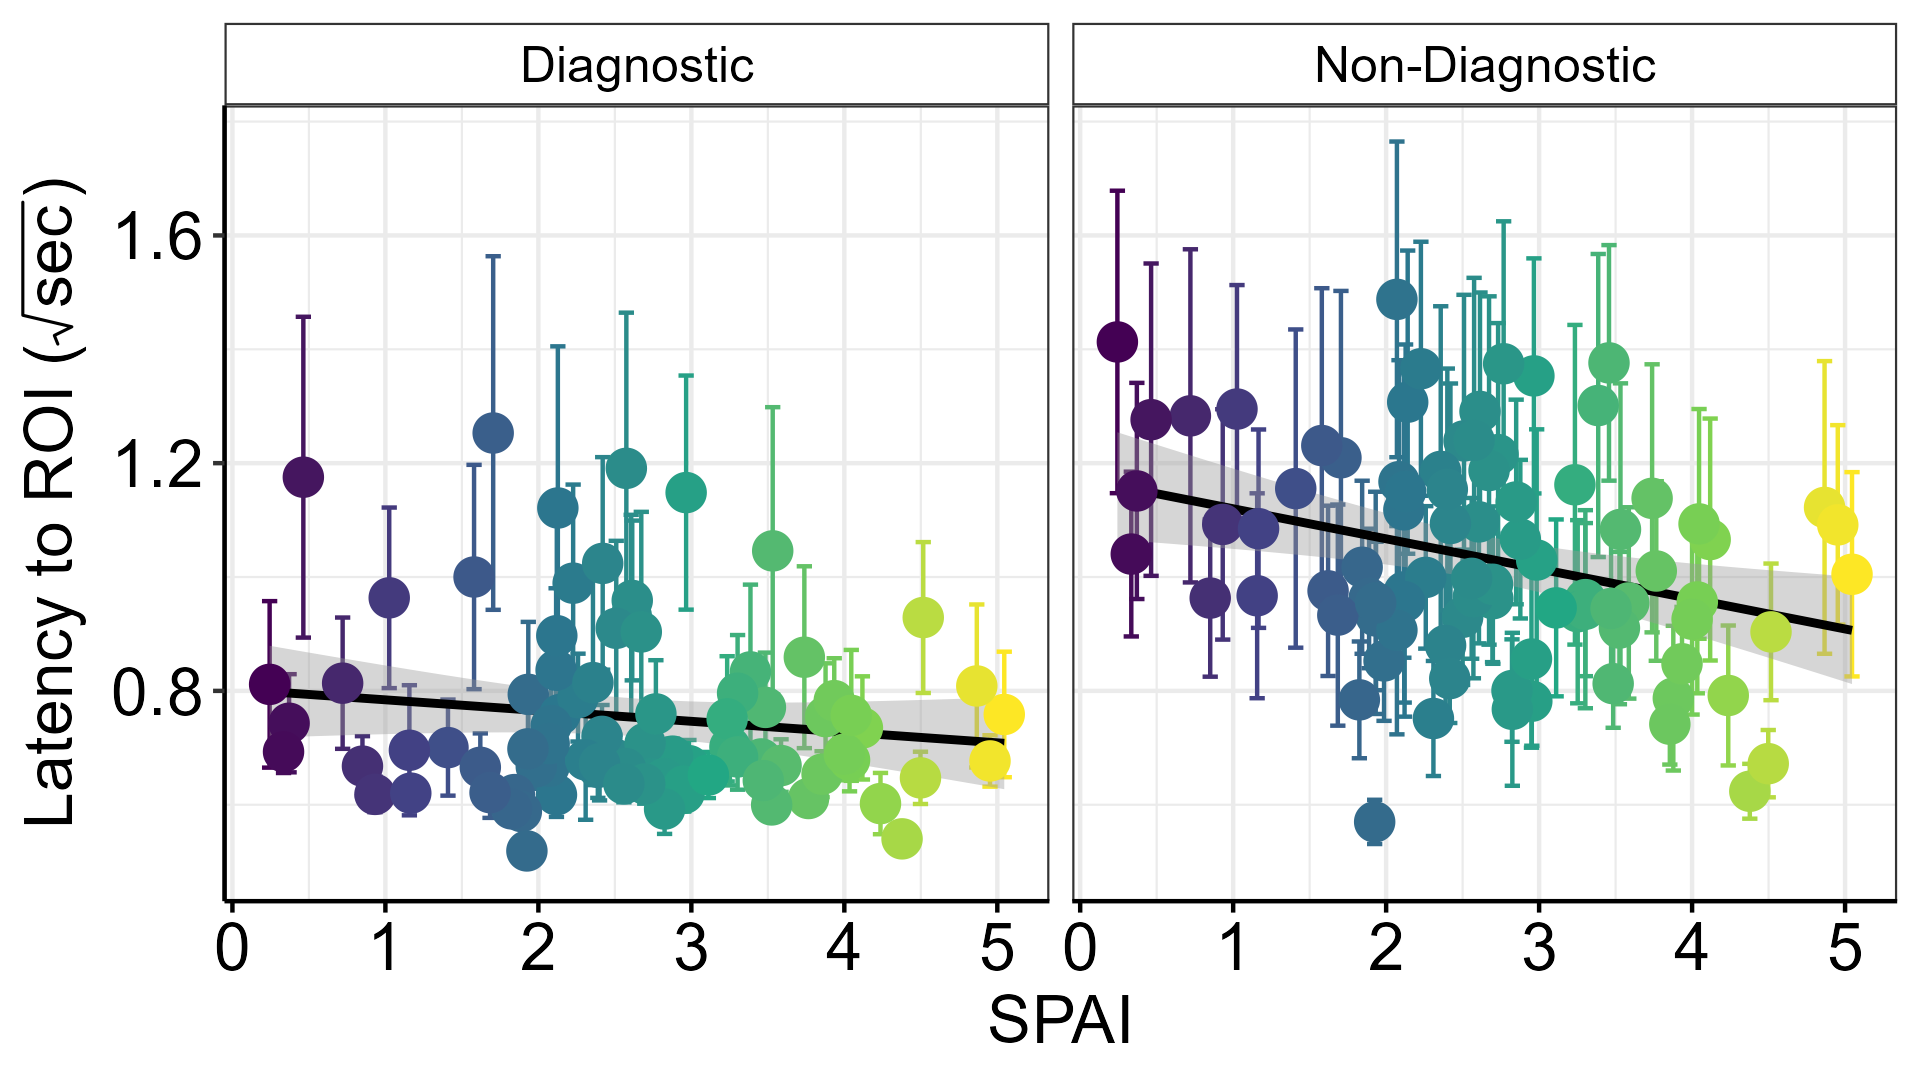 Diagnostic
Non-Diagnostic
Latency to ROI (√sec)
1.6
1.2
0.8
0 1 2 3 4 5
0 1 2 3 4 5
SPAI